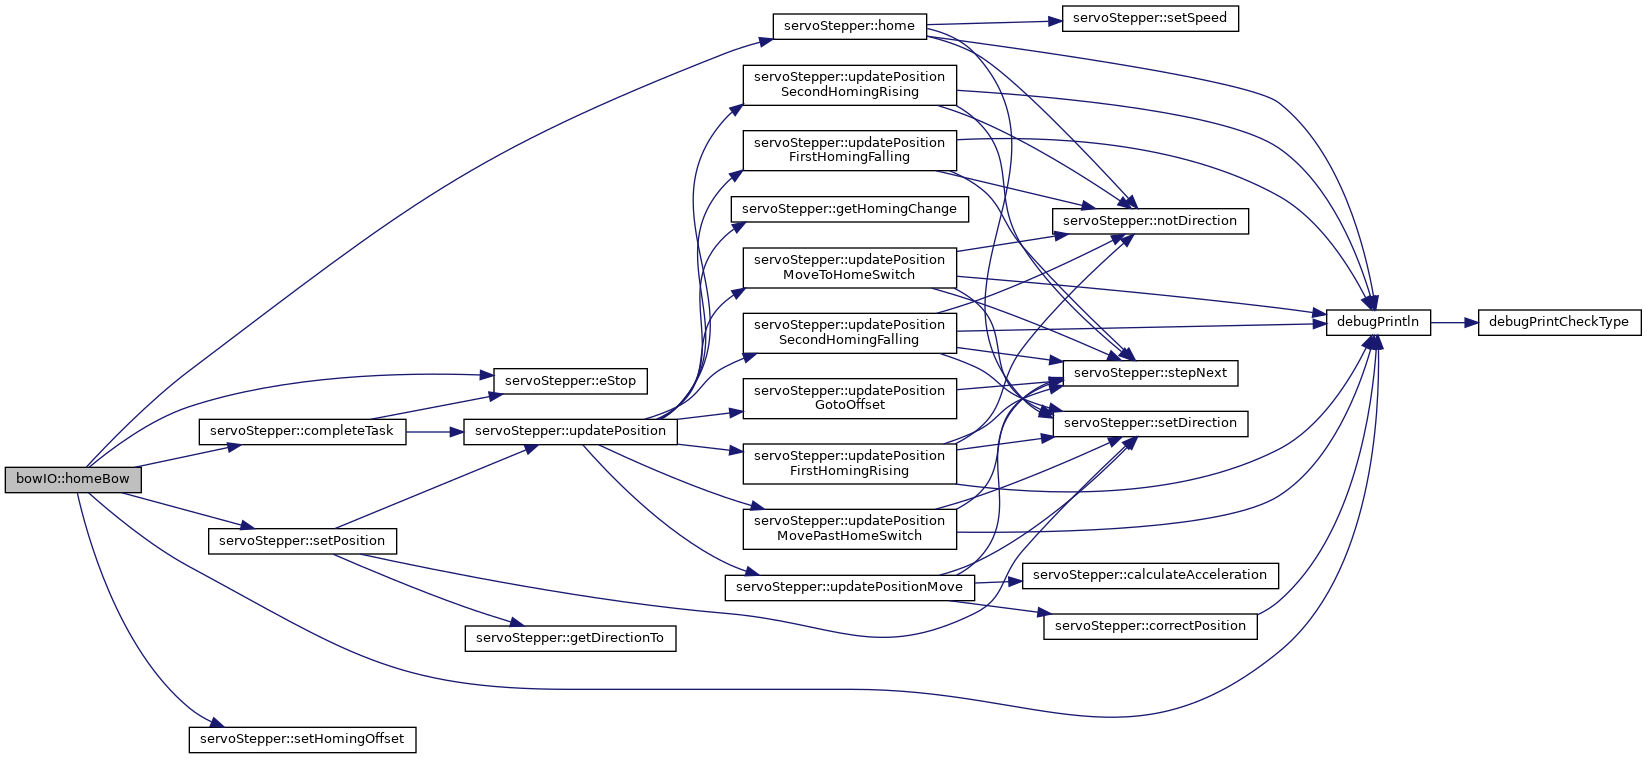 servoStepper::home
servoStepper::setSpeed
servoStepper::updatePosition
SecondHomingRising
servoStepper::updatePosition
FirstHomingFalling
servoStepper::getHomingChange
servoStepper::notDirection
servoStepper::updatePosition
MoveToHomeSwitch
servoStepper::updatePosition
SecondHomingFalling
debugPrintln
debugPrintCheckType
servoStepper::eStop
servoStepper::stepNext
servoStepper::updatePosition
GotoOffset
servoStepper::completeTask
servoStepper::updatePosition
servoStepper::setDirection
servoStepper::updatePosition
FirstHomingRising
bowIO::homeBow
servoStepper::setPosition
servoStepper::updatePosition
MovePastHomeSwitch
servoStepper::updatePositionMove
servoStepper::calculateAcceleration
servoStepper::correctPosition
servoStepper::getDirectionTo
servoStepper::setHomingOffset